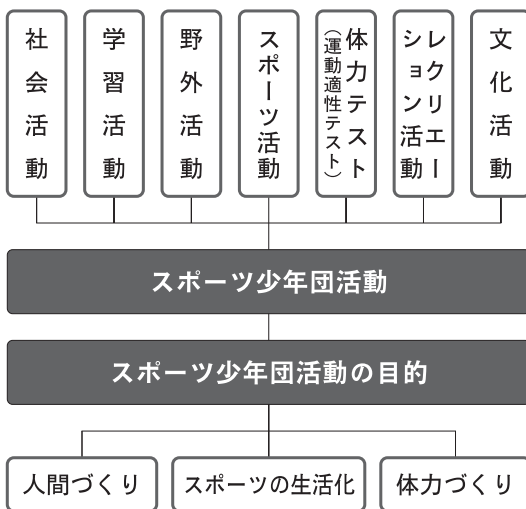 社会活動
学習活動
野外活動
スポーツ活動
体力テスト
(運動適性テスト)
レクリエー
ション活動
文化活動
スポーツ少年団活動
スポーツ少年団活動の目的
人間づくり
スポーツの生活化
体力づくり